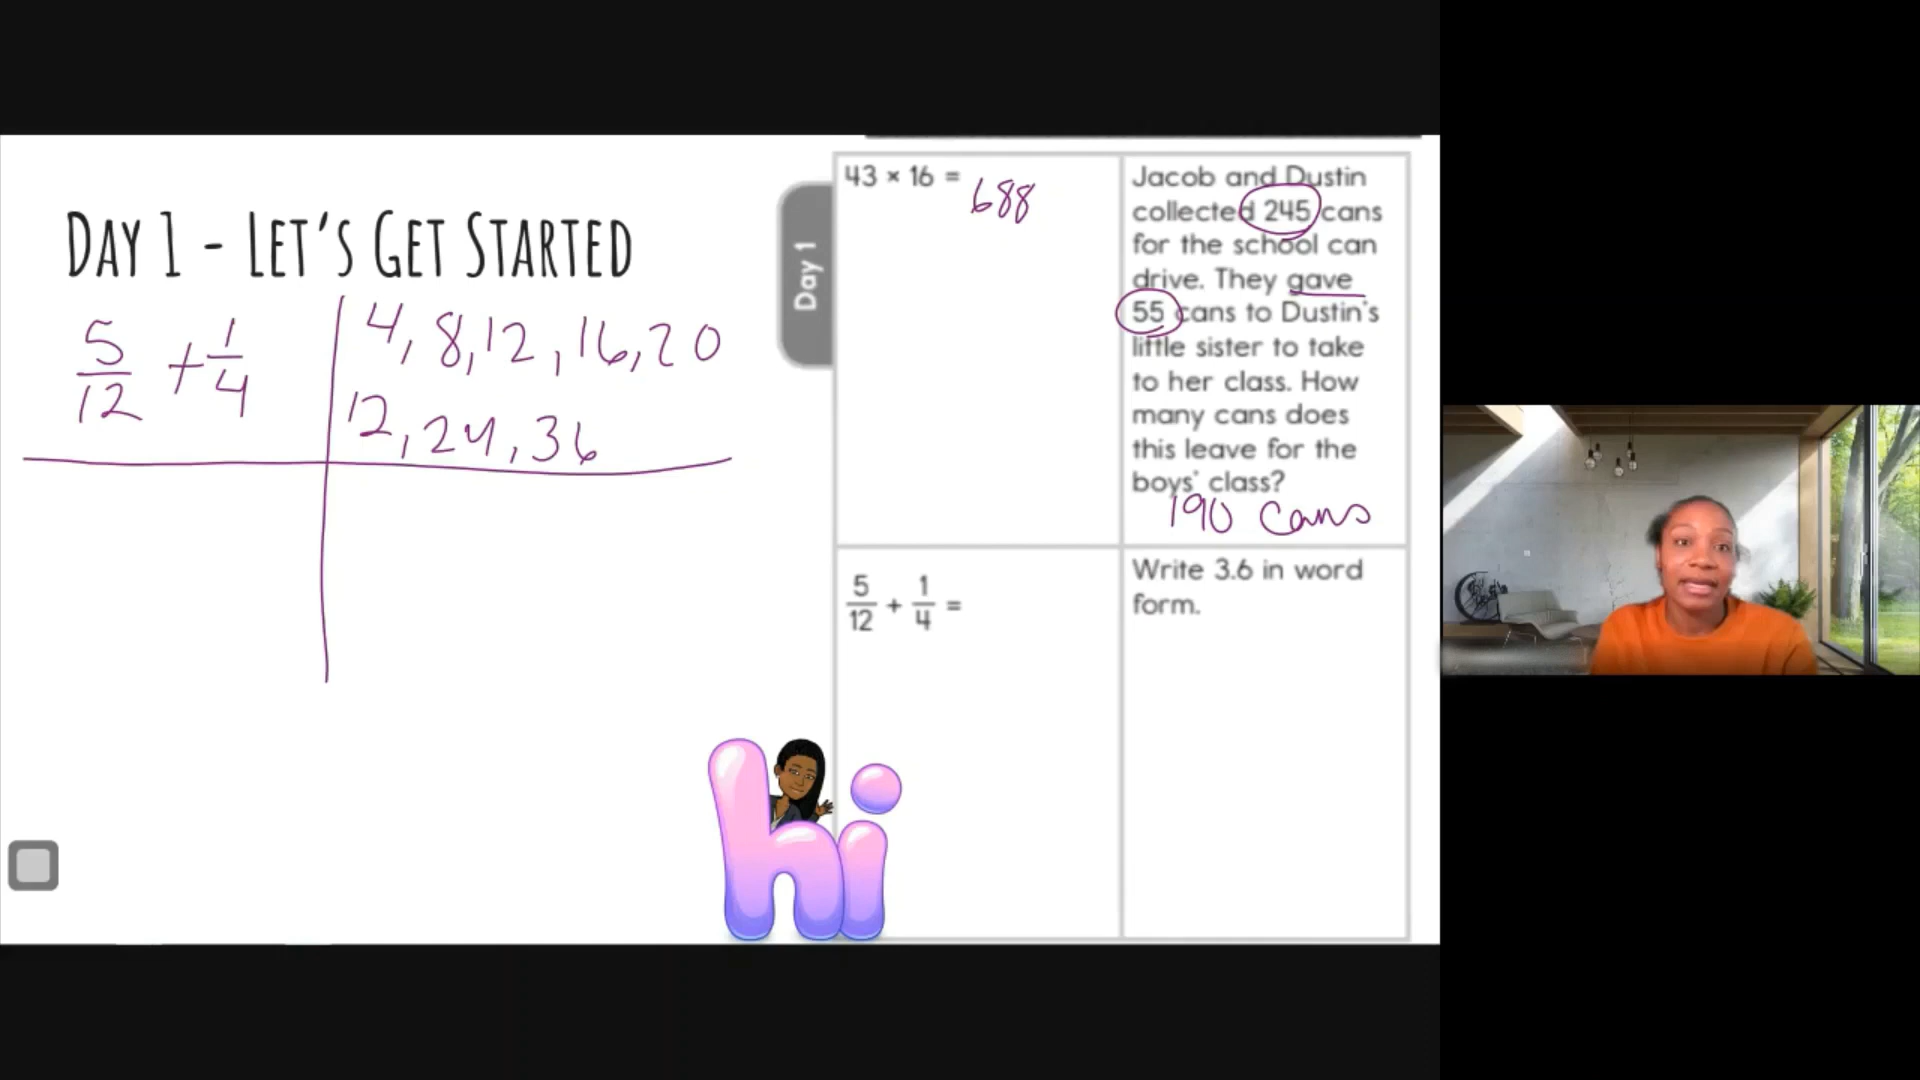 DAY 1 - LET'S GET STARTED
5/12 + 1/4
4, 8, 12, 16, 20
12, 24, 36
Day 1
43 × 16 = 688
Jacob and Dustin
collected 245 cans
for the school can
drive. They gave
55 cans to Dustin's
little sister to take
to her class. How
many cans does
this leave for the
boys' class?
190 cans
5/12 + 1/4 =
Write 3.6 in word
form.
hi